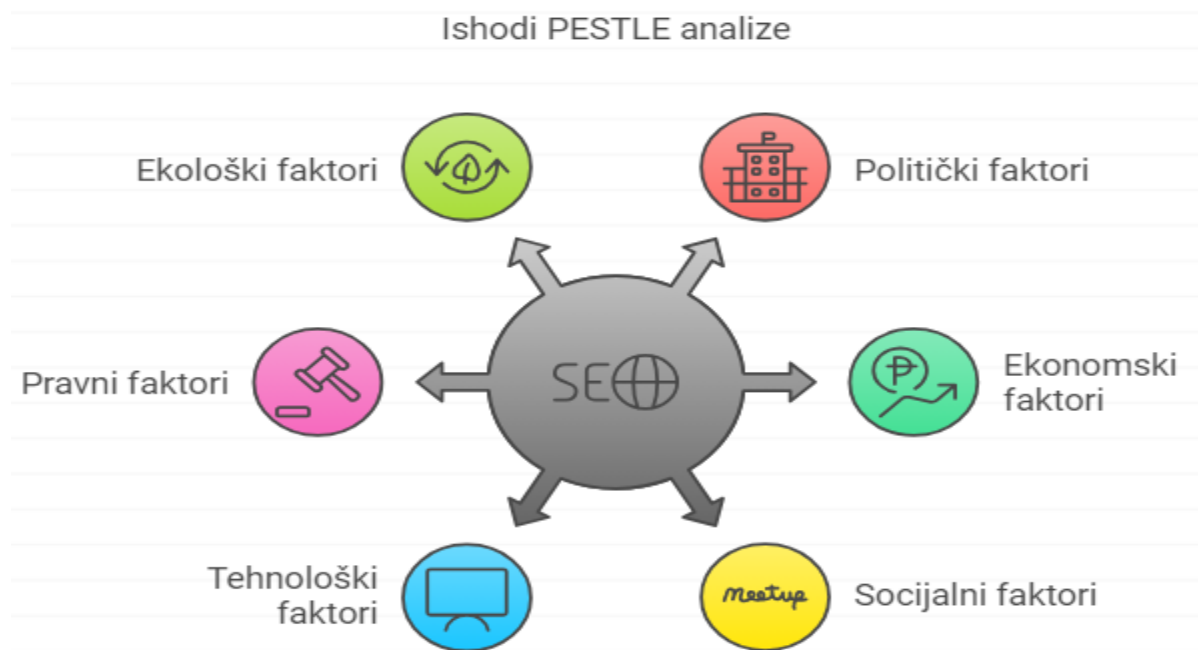 Ishodi PESTLE analize
Ekološki faktori
Politički faktori
Pravni faktori
SEO
Ekonomski
faktori
Tehnološki
faktori
meetup
Socijalni faktori